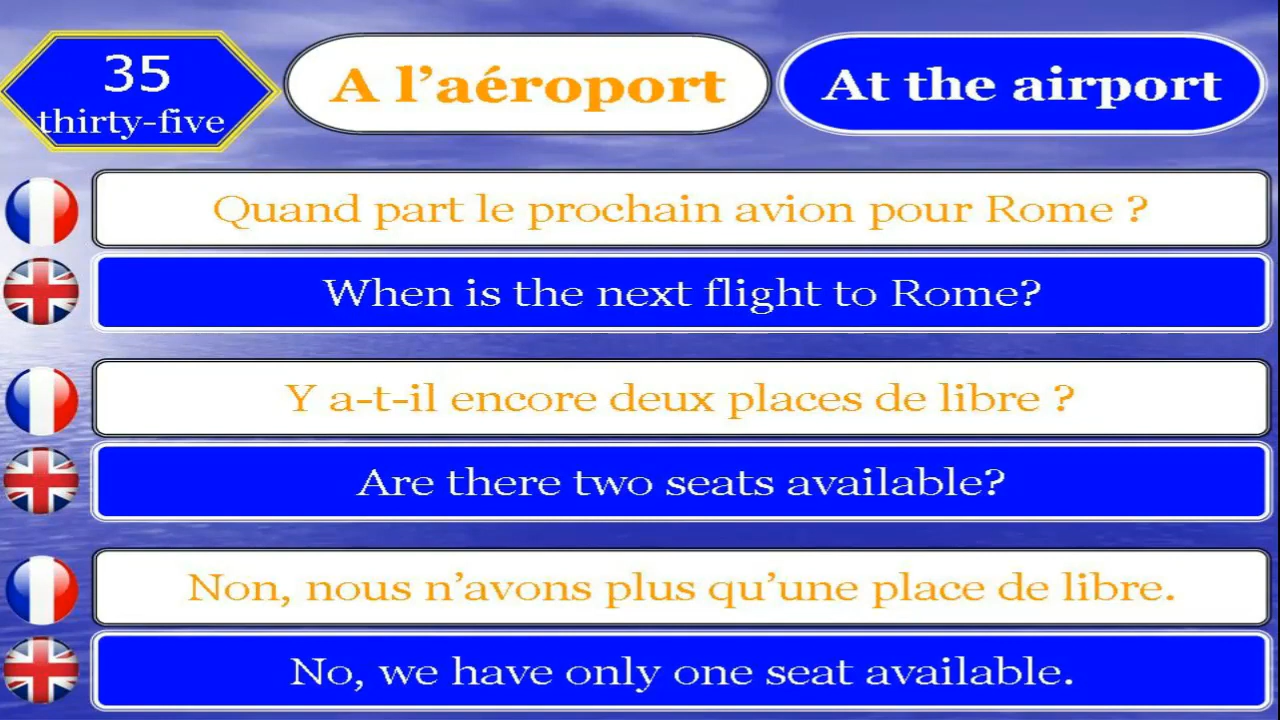 35
thirty-five
A l’aéroport
At the airport
Quand part le prochain avion pour Rome ?
When is the next flight to Rome?
Y a-t-il encore deux places de libre ?
Are there two seats available?
Non, nous n’avons plus qu’une place de libre.
No, we have only one seat available.